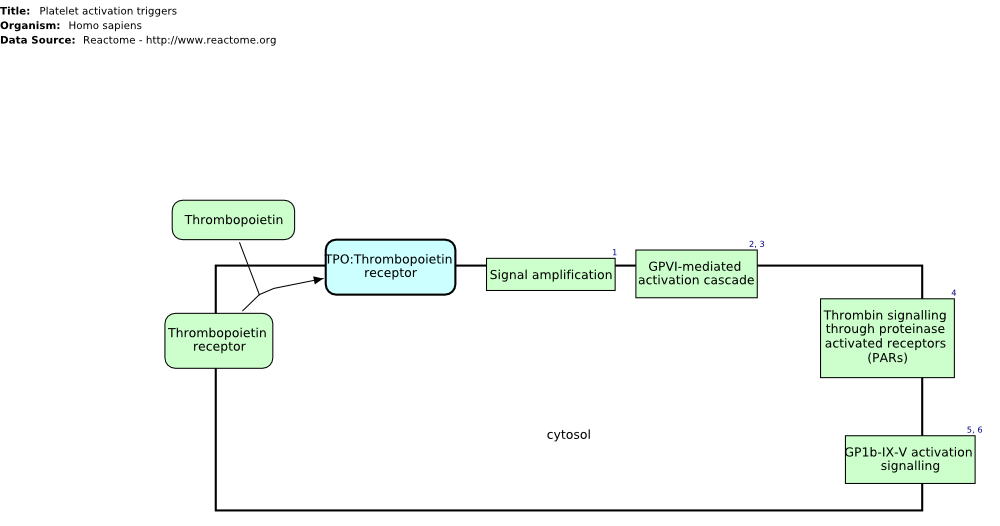 Title: Platelet activation triggers
Organism: Homo sapiens
Data Source: Reactome - http://www.reactome.org
Thrombopoietin
TPO:Thrombopoietin
receptor
1
Signal amplification
2, 3
GPVI-mediated
activation cascade
4
Thrombin signalling
through proteinase
activated receptors
(PARs)
Thrombopoietin
receptor
cytosol
5, 6
GP1b-IX-V activation
signalling